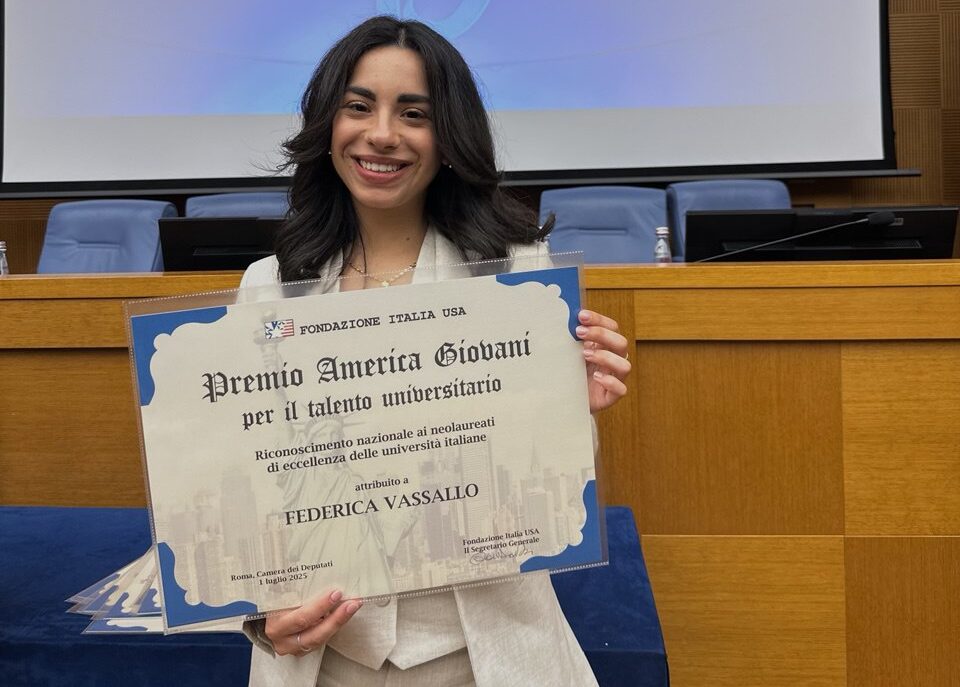 FONDAZIONE ITALIA USA
Premio America Giovani
per il talento universitario
Riconoscimento nazionale ai neolaureati
di eccellenza delle università italiane
attribuito a
FEDERICA VASSALLO
Roma, Camera dei Deputati
1 luglio 2025
Fondazione Italia USA
Il Segretario Generale